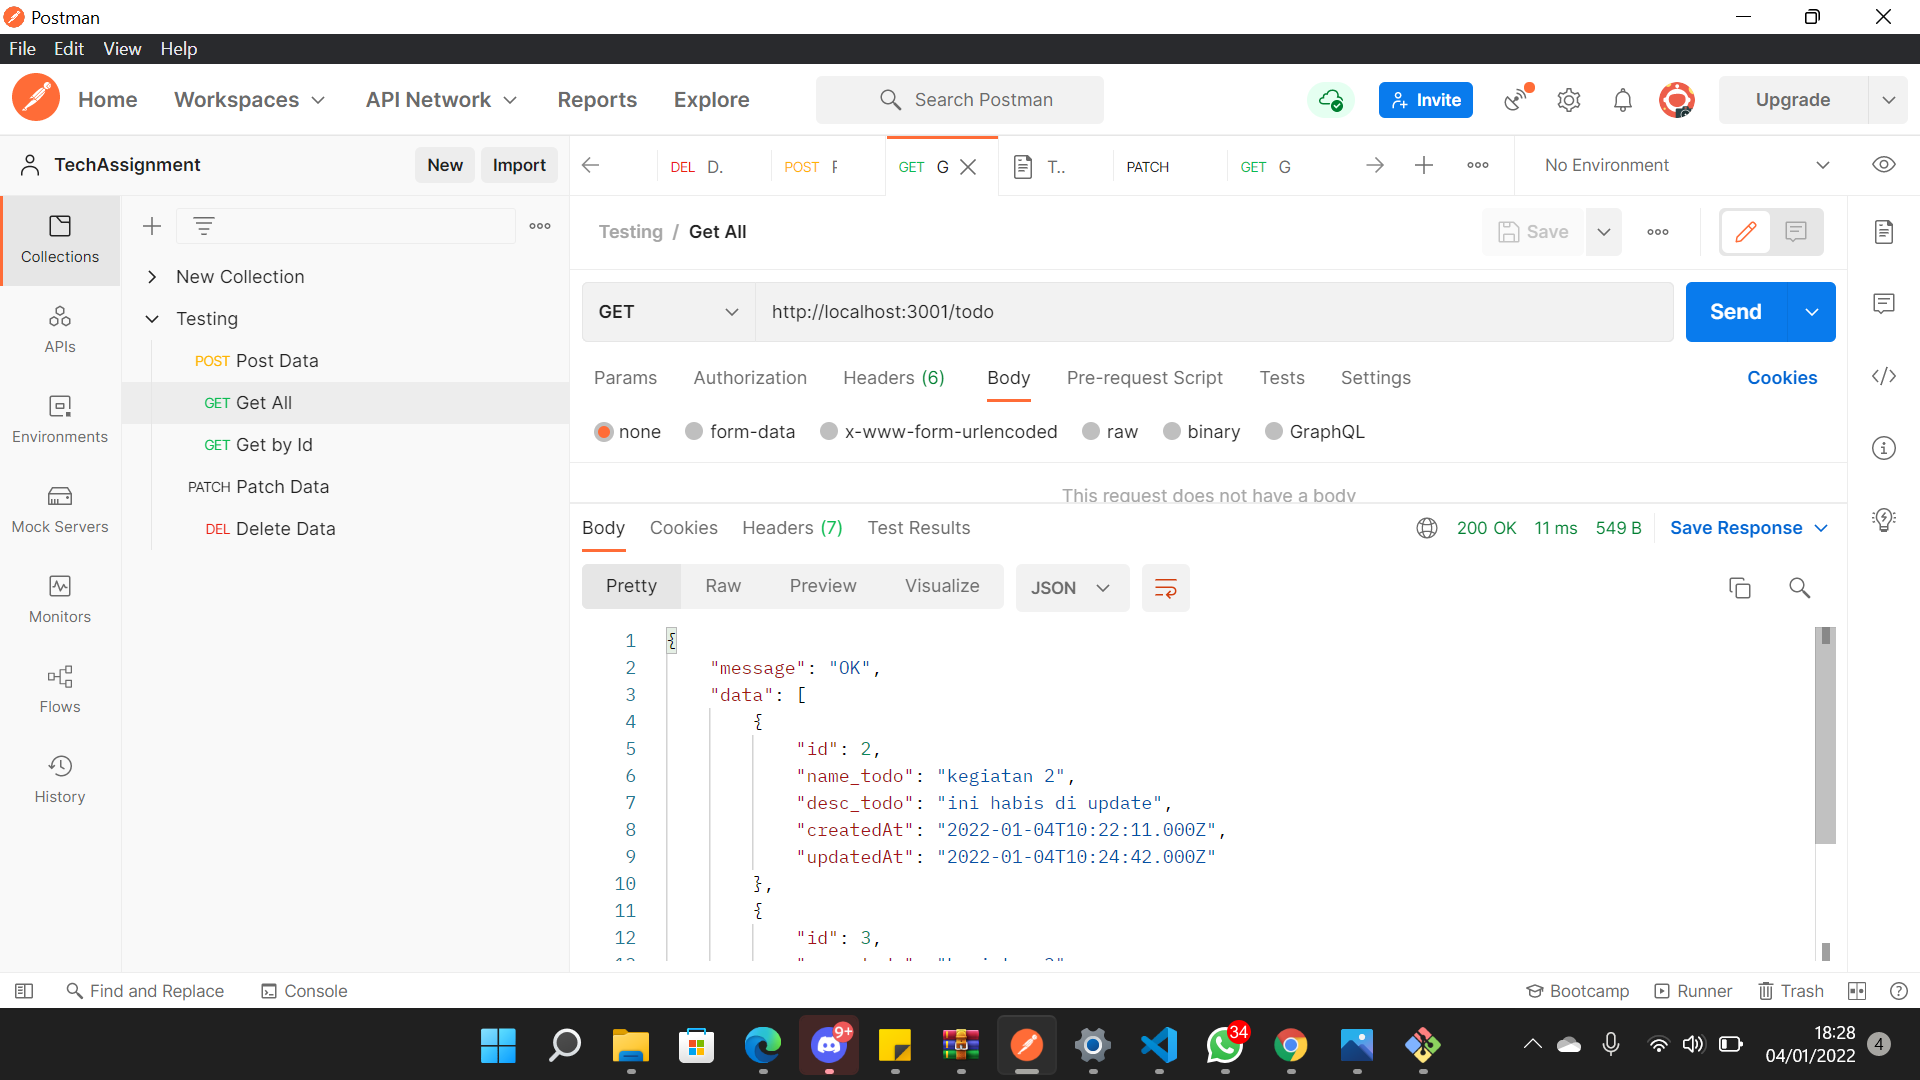 Postman
File Edit View Help
Home Workspaces API Network Reports Explore Search Postman Invite Upgrade
TechAssignment New Import DEL D. POST GET G T.. PATCH GET G No Environment
Testing / Get All Save
Collections
New Collection
Testing
POST Post Data
GET Get All
GET Get by Id
PATCH Patch Data
DEL Delete Data
APIs
Environments
Mock Servers
Monitors
Flows
History
GET http://localhost:3001/todo Send
Params Authorization Headers (6) Body Pre-request Script Tests Settings Cookies
none form-data x-www-form-urlencoded raw binary GraphQL
This request does not have a body
Body Cookies Headers (7) Test Results 200 OK 11 ms 549 B Save Response
Pretty Raw Preview Visualize JSON
1 {
2 "message": "OK",
3 "data": [
4 {
5 "id": 2,
6 "name_todo": "kegiatan 2",
7 "desc_todo": "ini habis di update",
8 "createdAt": "2022-01-04T10:22:11.000Z",
9 "updatedAt": "2022-01-04T10:24:42.000Z"
10 },
11 {
12 "id": 3,
Find and Replace Console Bootcamp Runner Trash
9+ 34 18:28
04/01/2022 4